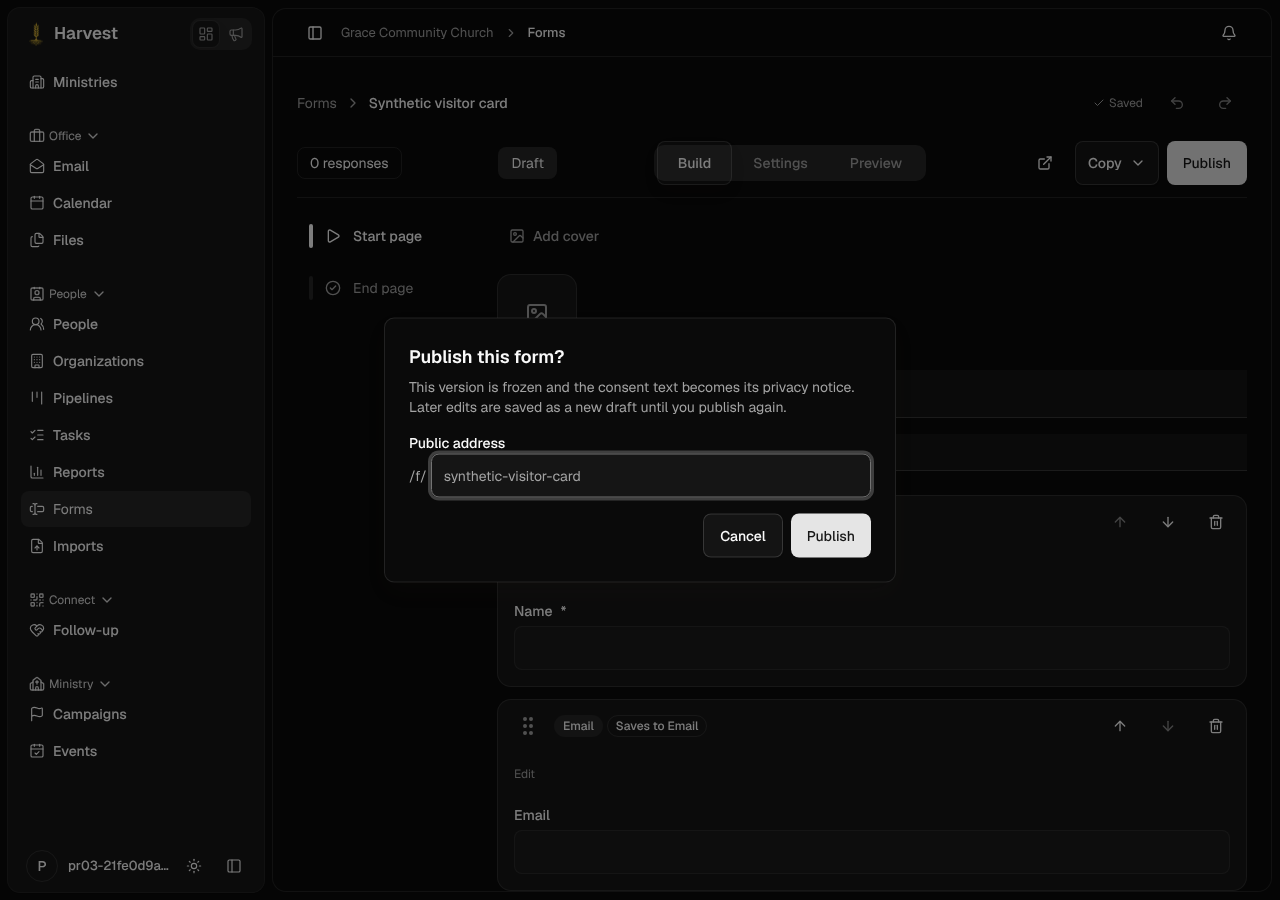 Harvest
Ministries
Office
Email
Calendar
Files
People
People
Organizations
Pipelines
Tasks
Reports
Forms
Imports
Connect
Follow-up
Ministry
Campaigns
Events
P
pr03-21fe0d9a...
Grace Community Church > Forms
Forms > Synthetic visitor card
Saved
0 responses
Draft
Build
Settings
Preview
Copy
Publish
Start page
End page
Add cover
Publish this form?
This version is frozen and the consent text becomes its privacy notice.
Later edits are saved as a new draft until you publish again.
Public address
/f/ synthetic-visitor-card
Cancel
Publish
Name *
Email
Saves to Email
Edit
Email